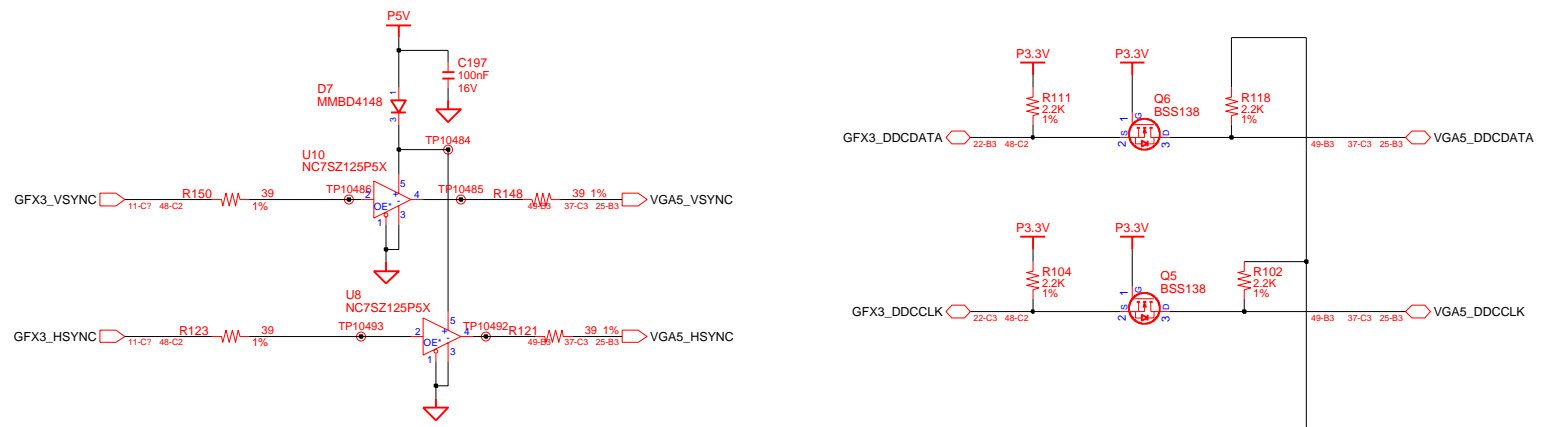 P5V
C197
100nF
16V
D7
MMBD4148
1
3
TP10484
U10
NC7SZ125P5X
GFX3_VSYNC
11-C? 48-C2
R150
39
1%
TP10486
2
5
+
-
OE*
4
1
3
TP10485
R148
39 1%
49-B3 37-C3 25-B3
VGA5_VSYNC
U8
NC7SZ125P5X
GFX3_HSYNC
11-C? 48-C2
R123
39
1%
TP10493
2
5
+
-
OE*
4
1
3
TP10492
R121
39 1%
49-B3 37-C3 25-B3
VGA5_HSYNC
P3.3V
P3.3V
R111
2.2K
1%
Q6
BSS138
1
G
2
S
3
D
R118
2.2K
1%
GFX3_DDCDATA
22-B3 48-C2
49-B3 37-C3 25-B3
VGA5_DDCDATA
P3.3V
P3.3V
R104
2.2K
1%
Q5
BSS138
1
G
2
S
3
D
R102
2.2K
1%
GFX3_DDCCLK
22-C3 48-C2
49-B3 37-C3 25-B3
VGA5_DDCCLK